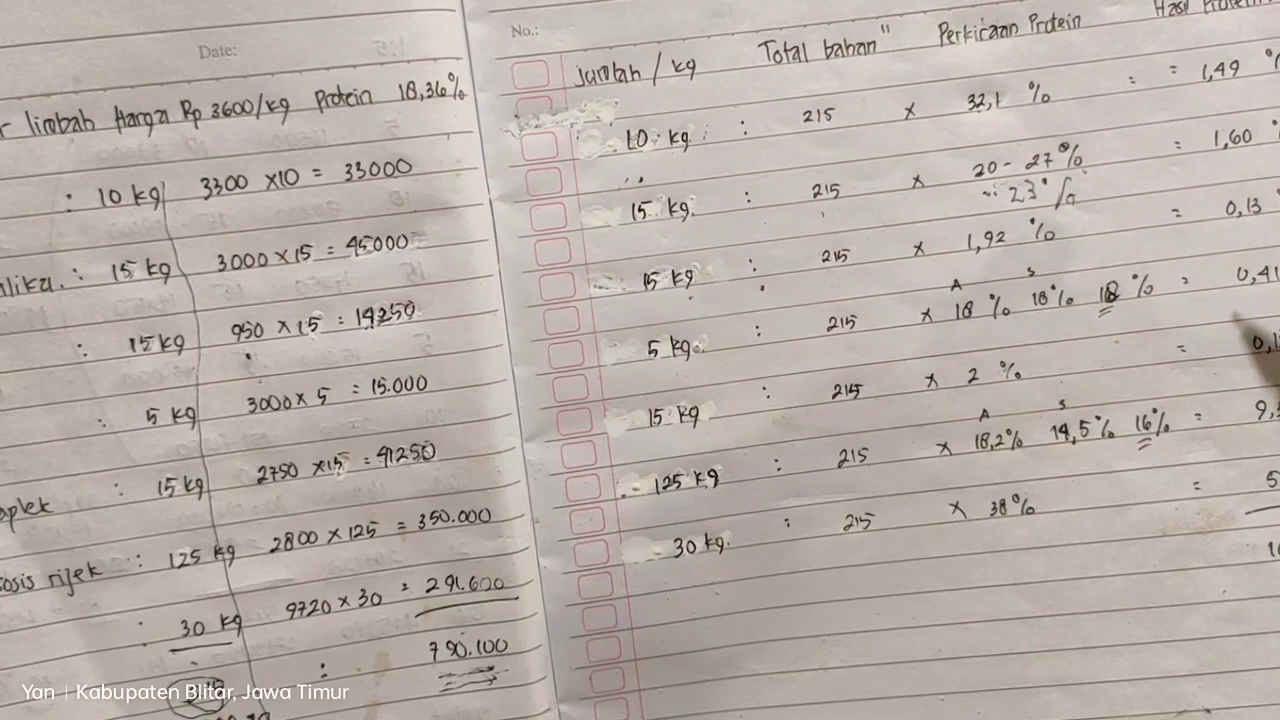 Date:
limbah Harga Rp 3600/kg Protein 18,36%
: 10 kg 3300 x10 = 33000
: 15 kg 3000 x 15 = 45000
: 15 kg 950 x 15 : 14250
: 5 kg 3000 x 5 = 15.000
: 15 kg 2750 x 15 = 41250
sosis rijek : 125 kg 2800 x 125 = 350.000
: 30 kg 9720 x 30 = 291.600
: 790.100
No.:
jumlah / kg Total bahan" Perkiraan Protein Hasil
10 kg : 215 x 32,1 % = = 1,49
15 kg : 215 x 20 - 27% = 1,60
23%
15 kg : 215 x 1,92 % = 0,13
A S
5 kg : 215 x 18 % 18% 18 % = 0,41
15 kg : 215 x 2 % =
A S
- 125 kg : 215 x 18,2% 14,5% 16% =
- 30 kg. : 215 x 38% =
Yan | Kabupaten Blitar, Jawa Timur